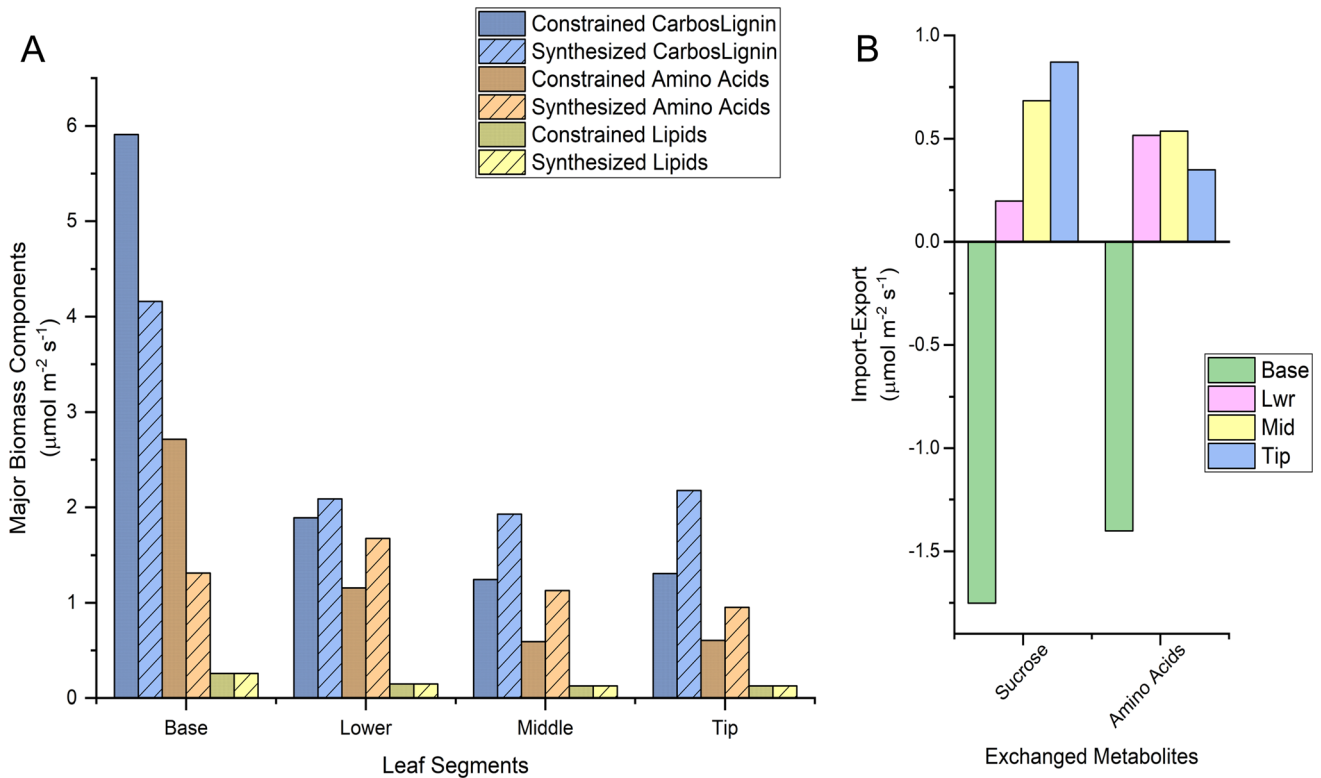 A
Constrained CarbosLignin
Synthesized CarbosLignin
Constrained Amino Acids
Synthesized Amino Acids
Constrained Lipids
Synthesized Lipids
Major Biomass Components
(μmol m-2 s-1)
6
5
4
3
2
1
0
Base
Lower
Middle
Tip
Leaf Segments
B
Import-Export
(μmol m-2 s-1)
1.0
0.5
0.0
-0.5
-1.0
-1.5
Base
Lwr
Mid
Tip
Sucrose
Amino Acids
Exchanged Metabolites